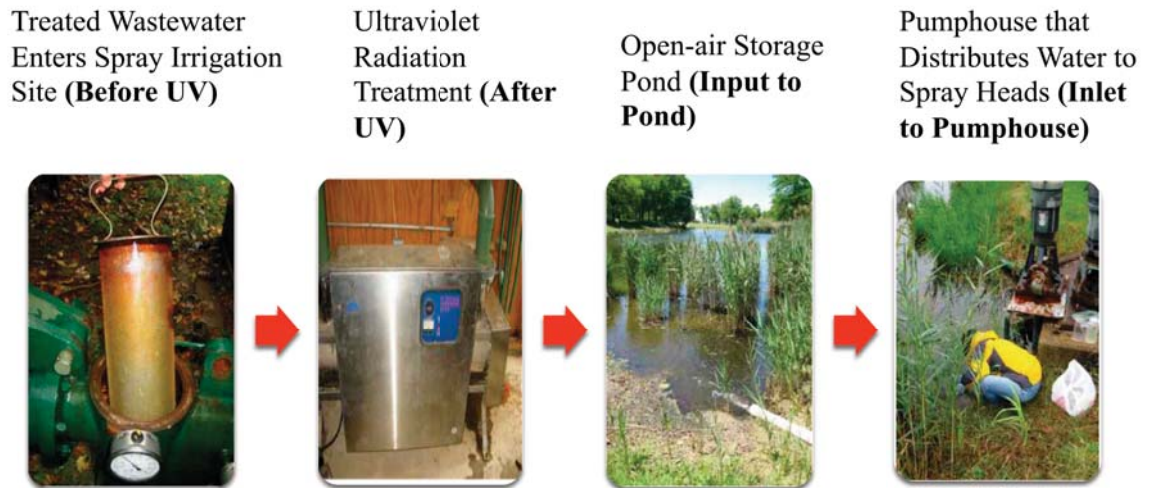 Treated Wastewater
Enters Spray Irrigation
Site (Before UV)
Ultraviolet
Radiation
Treatment (After
UV)
Open-air Storage
Pond (Input to
Pond)
Pumphouse that
Distributes Water to
Spray Heads (Inlet
to Pumphouse)